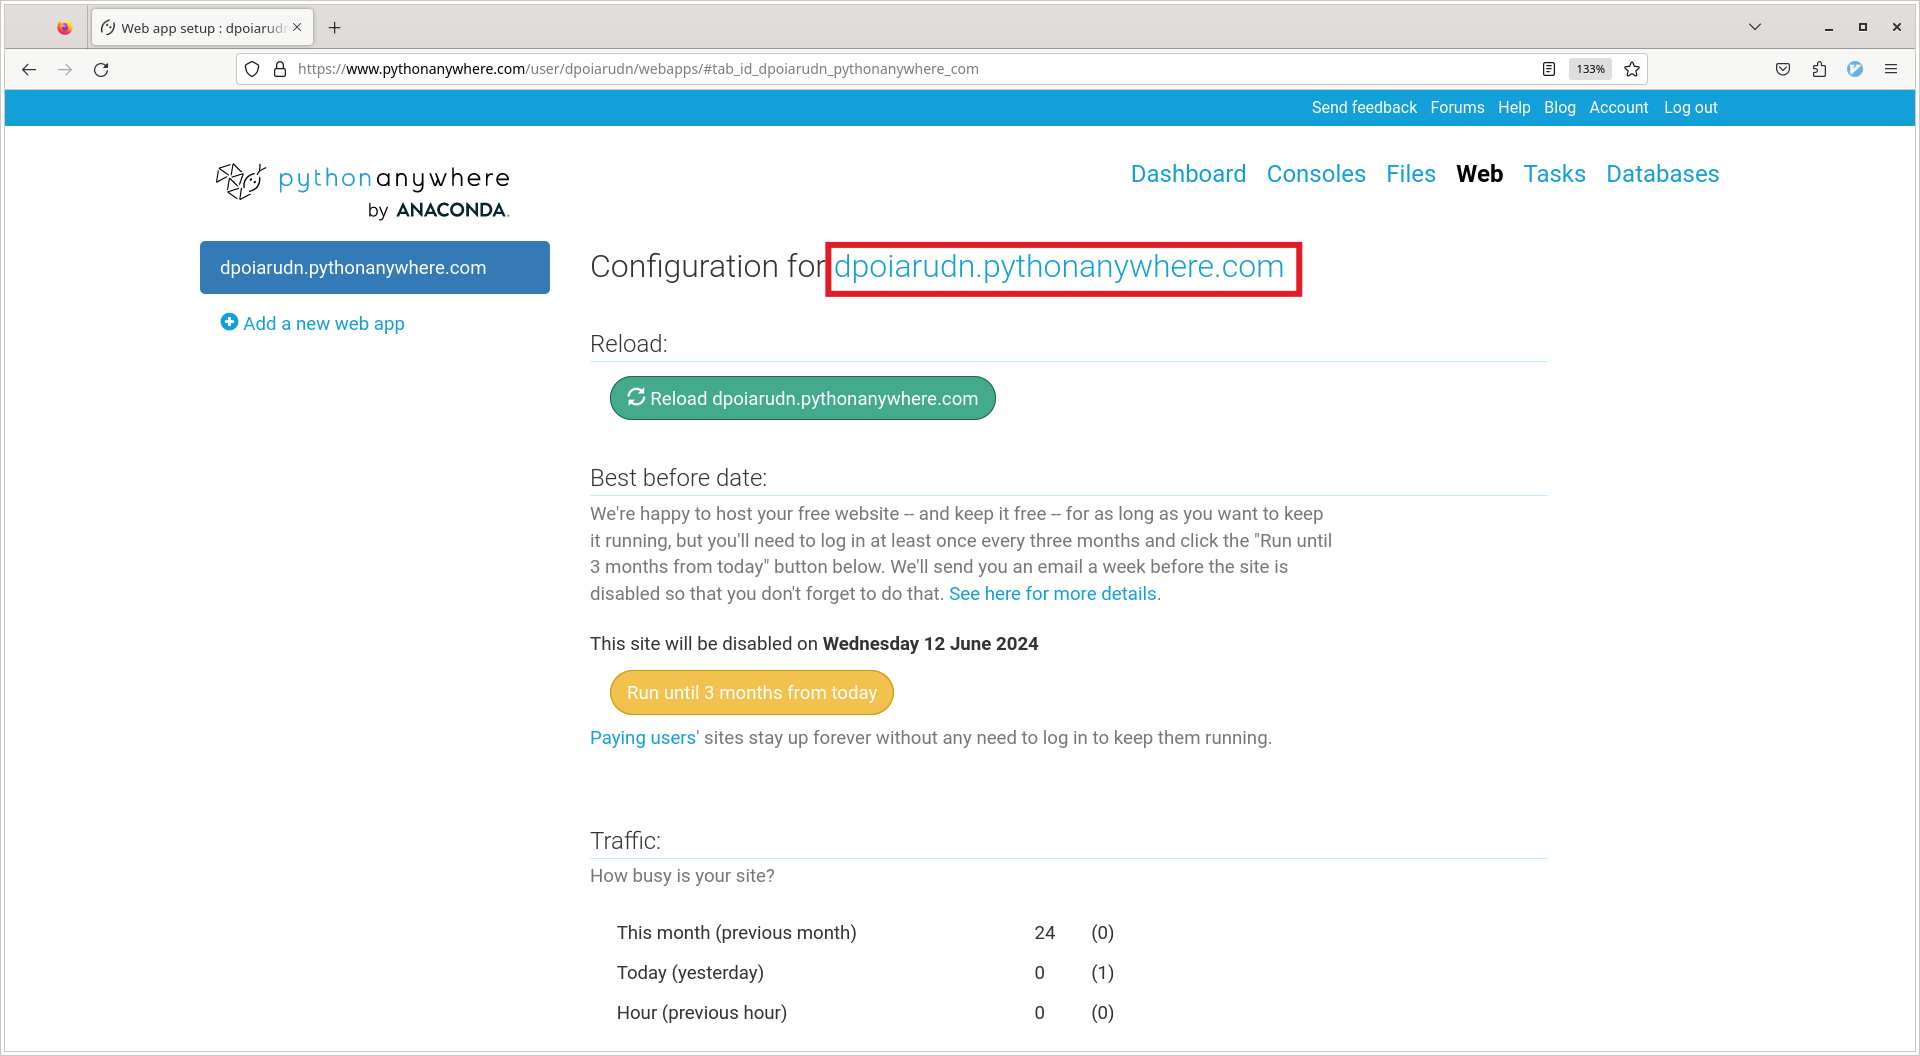 Web app setup : dpoiarudn
https://www.pythonanywhere.com/user/dpoiarudn/webapps/#tab_id_dpoiarudn_pythonanywhere_com
133%
Send feedback Forums Help Blog Account Log out
pythonanywhere
by ANACONDA.
Dashboard Consoles Files Web Tasks Databases
dpoiarudn.pythonanywhere.com
Add a new web app
Configuration for dpoiarudn.pythonanywhere.com
Reload:
Reload dpoiarudn.pythonanywhere.com
Best before date:
We're happy to host your free website -- and keep it free -- for as long as you want to keep
it running, but you'll need to log in at least once every three months and click the "Run until
3 months from today" button below. We'll send you an email a week before the site is
disabled so that you don't forget to do that. See here for more details.
This site will be disabled on Wednesday 12 June 2024
Run until 3 months from today
Paying users' sites stay up forever without any need to log in to keep them running.
Traffic:
How busy is your site?
This month (previous month) 24 (0)
Today (yesterday) 0 (1)
Hour (previous hour) 0 (0)